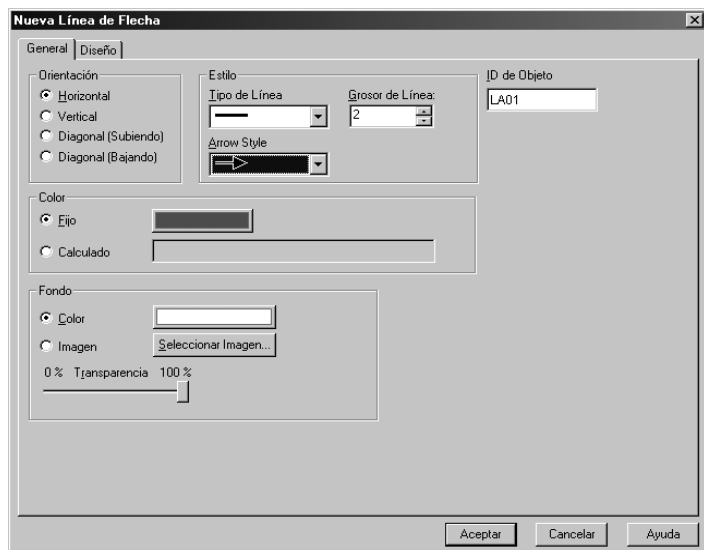 Nueva Línea de Flecha
General Diseño
Orientación
Horizontal
Vertical
Diagonal (Subiendo)
Diagonal (Bajando)
Estilo
Tipo de Línea
Grosor de Línea:
2
Arrow Style
ID de Objeto
LA01
Color
Fijo
Calculado
Fondo
Color
Imagen
Seleccionar Imagen...
0 % Transparencia 100 %
Aceptar Cancelar Ayuda